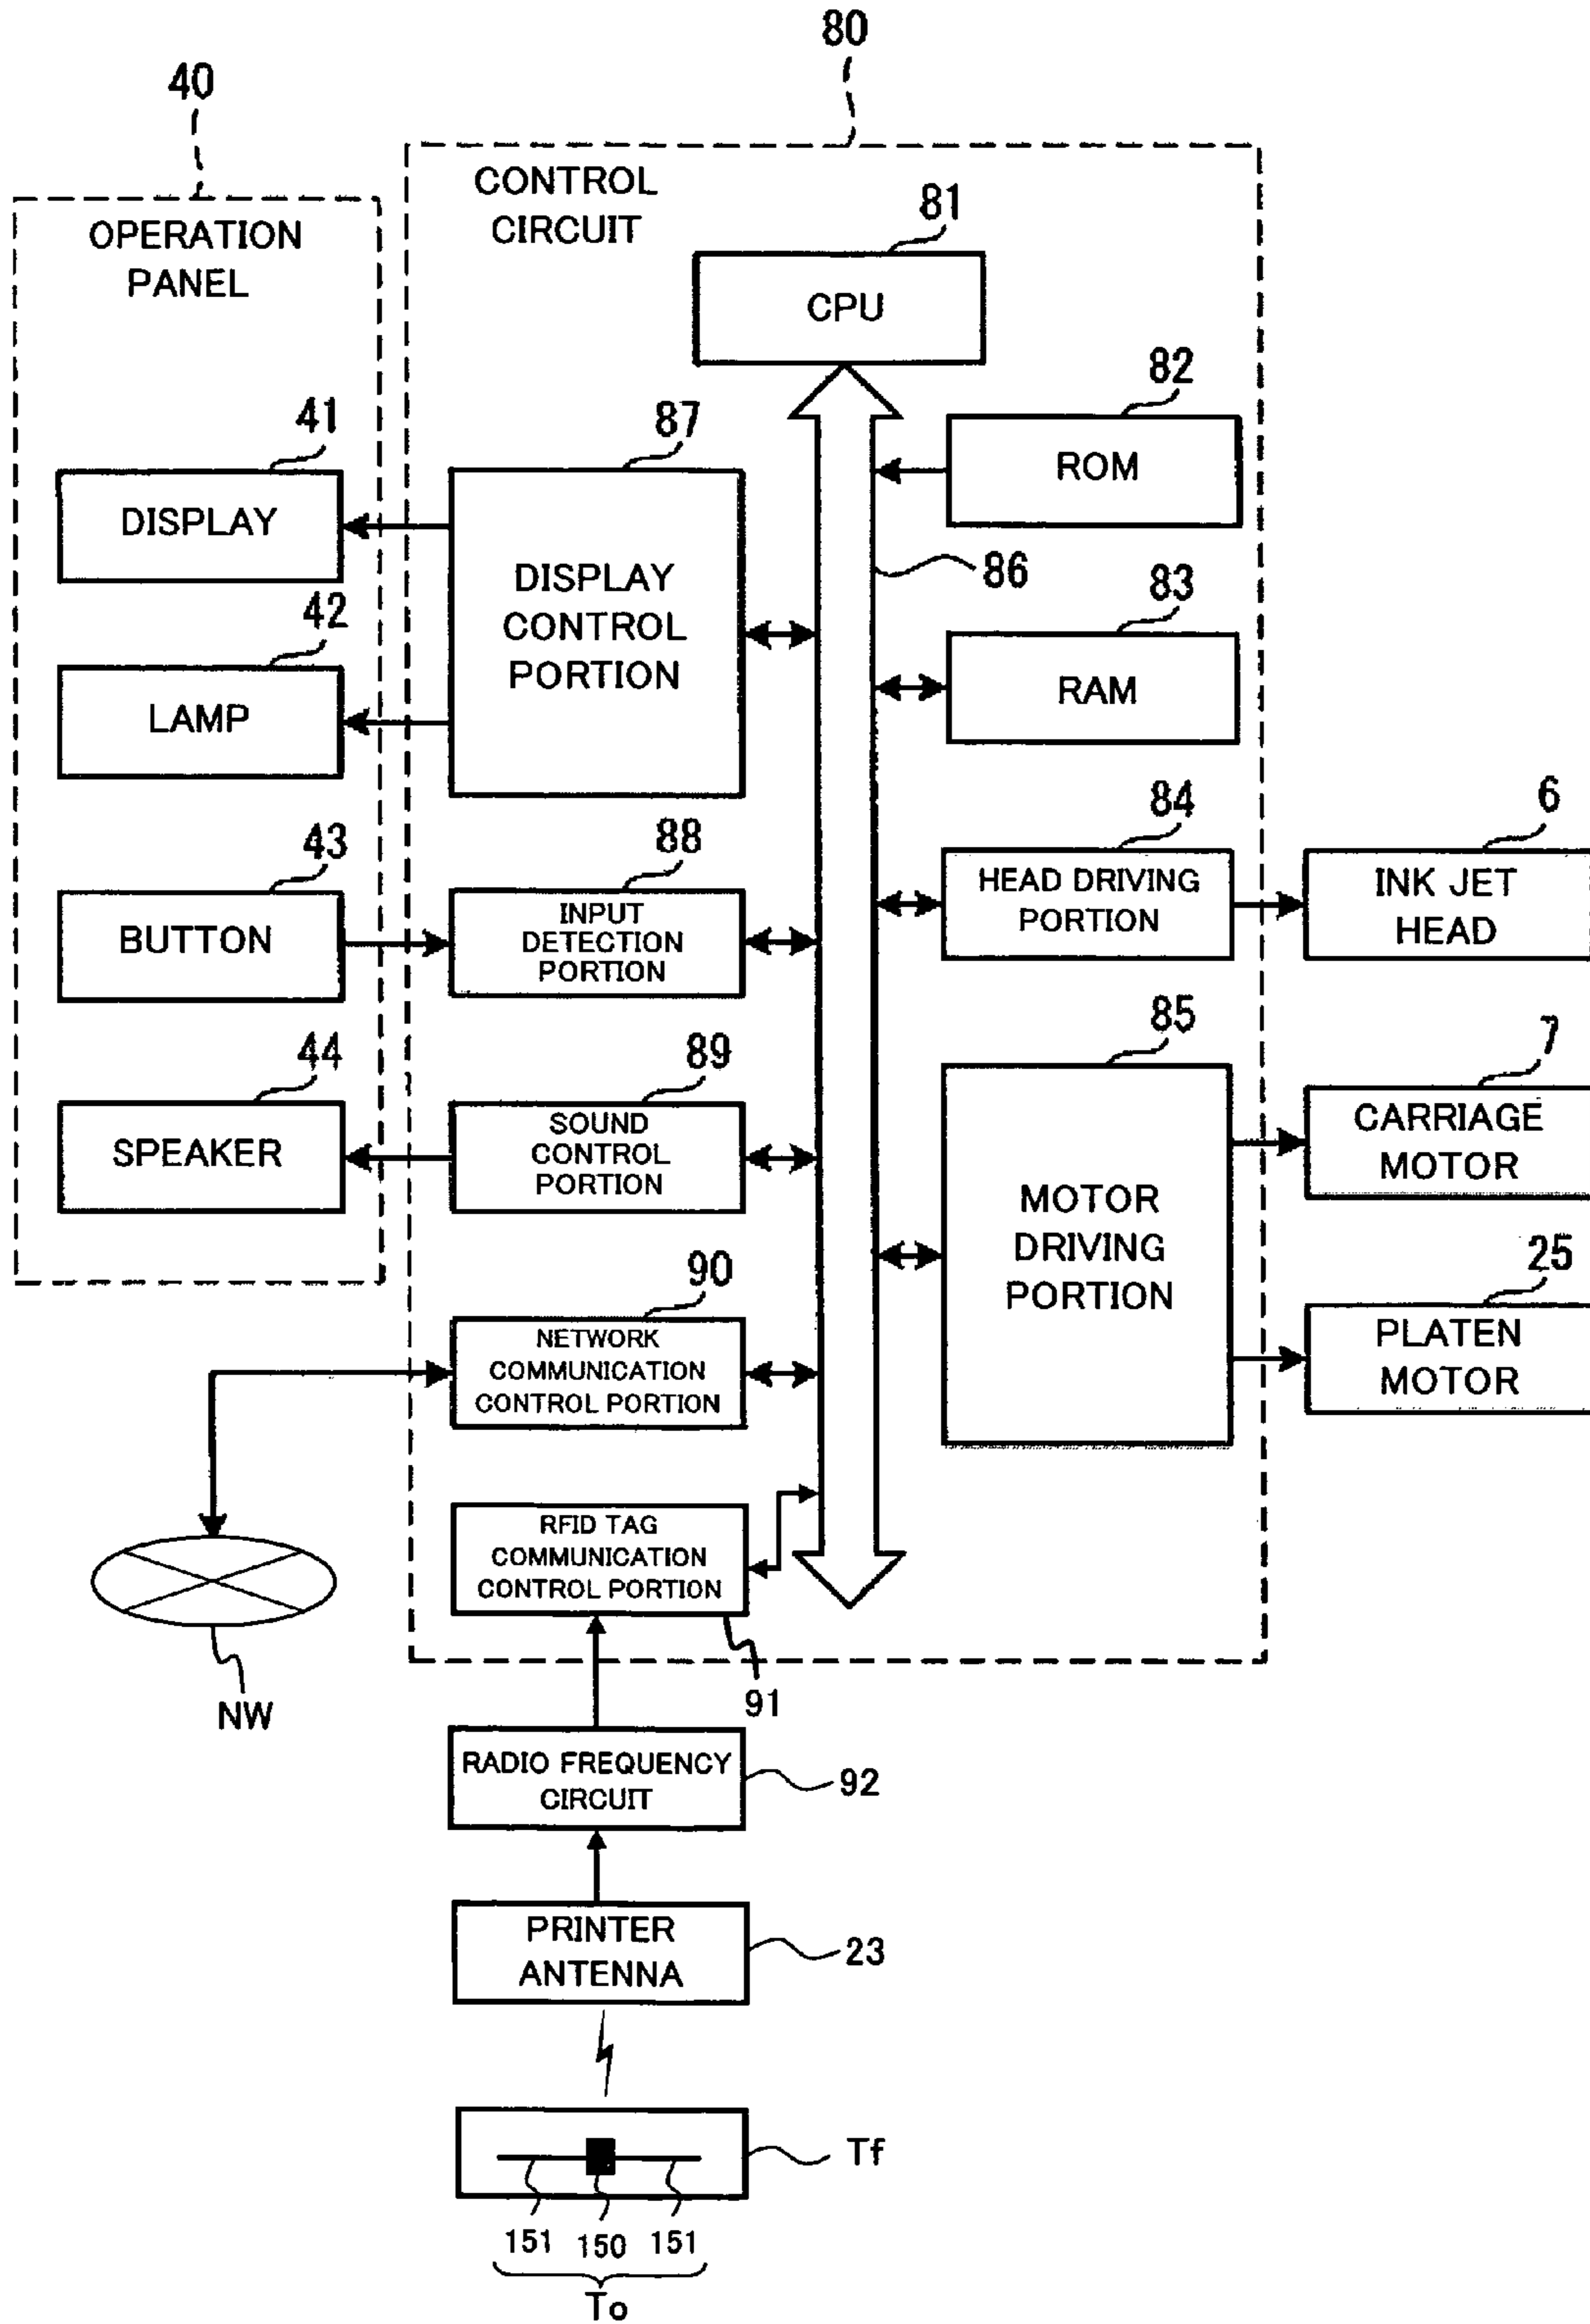 80
40
CONTROL
CIRCUIT
81
OPERATION
PANEL
CPU
82
41
87
ROM
DISPLAY
DISPLAY
CONTROL
PORTION
86
83
42
RAM
LAMP
84
6
43
88
HEAD DRIVING
PORTION
INK JET
HEAD
BUTTON
INPUT
DETECTION
PORTION
85
7
44
89
SPEAKER
SOUND
CONTROL
PORTION
CARRIAGE
MOTOR
MOTOR
DRIVING
PORTION
25
90
NETWORK
COMMUNICATION
CONTROL PORTION
PLATEN
MOTOR
RFID TAG
COMMUNICATION
CONTROL PORTION
NW
91
RADIO FREQUENCY
CIRCUIT
92
PRINTER
ANTENNA
23
Tf
151 150 151
To